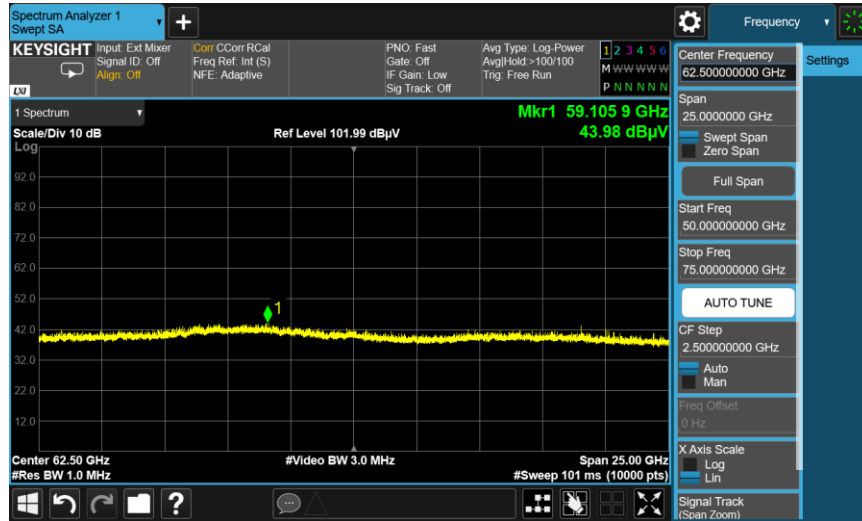 Spectrum Analyzer 1
Swept SA
+
Frequency
KEYSIGHT
Input: Ext Mixer
Signal ID: Off
Align: Off
Corr CCorr RCal
Freq Ref: Int (S)
NFE: Adaptive
PNO: Fast
Gate: Off
IF Gain: Low
Sig Track: Off
Avg Type: Log-Power
Avg|Hold:>100/100
Trig: Free Run
1 2 3 4 5 6
M W W W W W
P N N N N N
LXI
1 Spectrum
Mkr1 59.105 9 GHz
Scale/Div 10 dB
Ref Level 101.99 dBµV
43.98 dBµV
Log
92.0
82.0
72.0
62.0
52.0
42.0
32.0
22.0
12.0
1
Center 62.50 GHz
#Video BW 3.0 MHz
Span 25.00 GHz
#Res BW 1.0 MHz
#Sweep 101 ms (10000 pts)
?
Center Frequency
62.500000000 GHz
Settings
Span
25.0000000 GHz
Swept Span
Zero Span
Full Span
Start Freq
50.000000000 GHz
Stop Freq
75.000000000 GHz
AUTO TUNE
CF Step
2.500000000 GHz
Auto
Man
Freq Offset
0 Hz
X Axis Scale
Log
Lin
Signal Track
(Span Zoom)